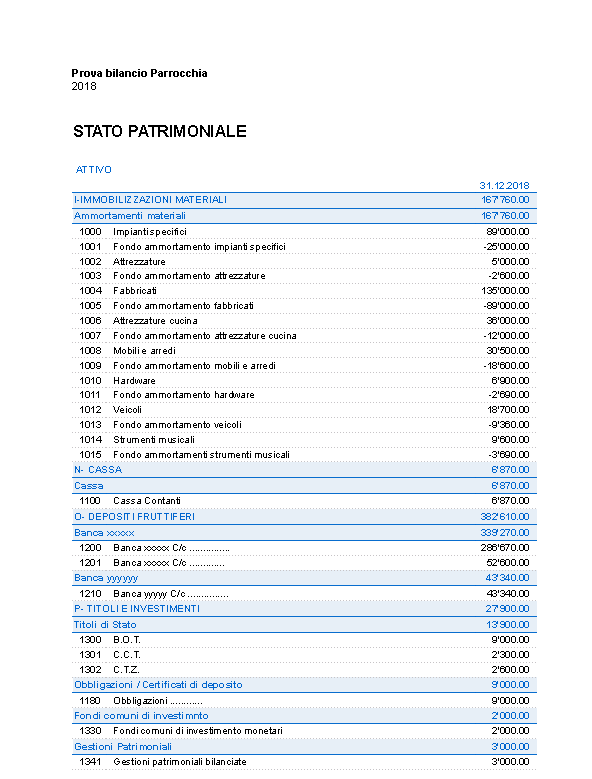 Prova bilancio Parrocchia
2018
STATO PATRIMONIALE
ATTIVO
31.12.2018
I-IMMOBILIZZAZIONI MATERIALI 167'760.00
Ammortamenti materiali 167'760.00
1000 Impianti specifici 89'000.00
1001 Fondo ammortamento impianti specifici -25'000.00
1002 Attrezzature 5'000.00
1003 Fondo ammortamento attrezzature -2'600.00
1004 Fabbricati 135'000.00
1005 Fondo ammortamento fabbricati -89'000.00
1006 Attrezzature cucina 36'000.00
1007 Fondo ammortamento attrezzature cucina -12'000.00
1008 Mobili e arredi 30'500.00
1009 Fondo ammortamento mobili e arredi -18'600.00
1010 Hardware 6'900.00
1011 Fondo ammortamento hardware -2'690.00
1012 Veicoli 18'700.00
1013 Fondo ammortamento veicoli -9'360.00
1014 Strumenti musicali 9'600.00
1015 Fondo ammortamenti strumenti musicali -3'690.00
N- CASSA 6'870.00
Cassa 6'870.00
1100 Cassa Contanti 6'870.00
O- DEPOSITI FRUTTIFERI 382'610.00
Banca xxxxx 339'270.00
1200 Banca xxxxx C/c ............... 286'670.00
1201 Banca xxxxx C/c ............. 52'600.00
Banca yyyyyy 43'340.00
1210 Banca yyyyy C/c ............... 43'340.00
P- TITOLI E INVESTIMENTI 27'900.00
Titoli di Stato 13'900.00
1300 B.O.T. 9'000.00
1301 C.C.T. 2'300.00
1302 C.T.Z. 2'600.00
Obbligazioni / Certificati di deposito 9'000.00
1180 Obbligazioni ............ 9'000.00
Fondi comuni di investimnto 2'000.00
1330 Fondi comuni di investimento monetari 2'000.00
Gestioni Patrimoniali 3'000.00
1341 Gestioni patrimoniali bilanciate 3'000.00